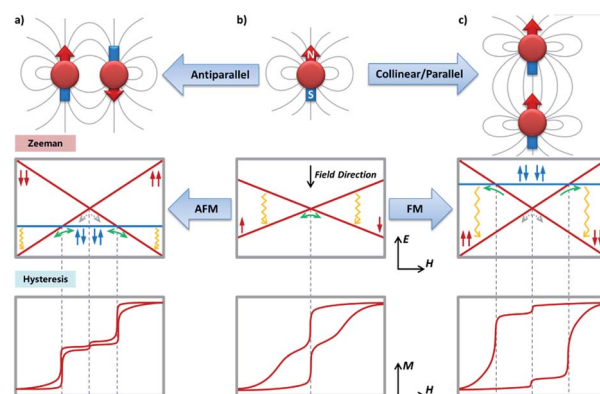 a)
b)
c)
Antiparallel
N
S
Collinear/Parallel
Zeeman
Field Direction
AFM
FM
E
H
Hysteresis
M
H